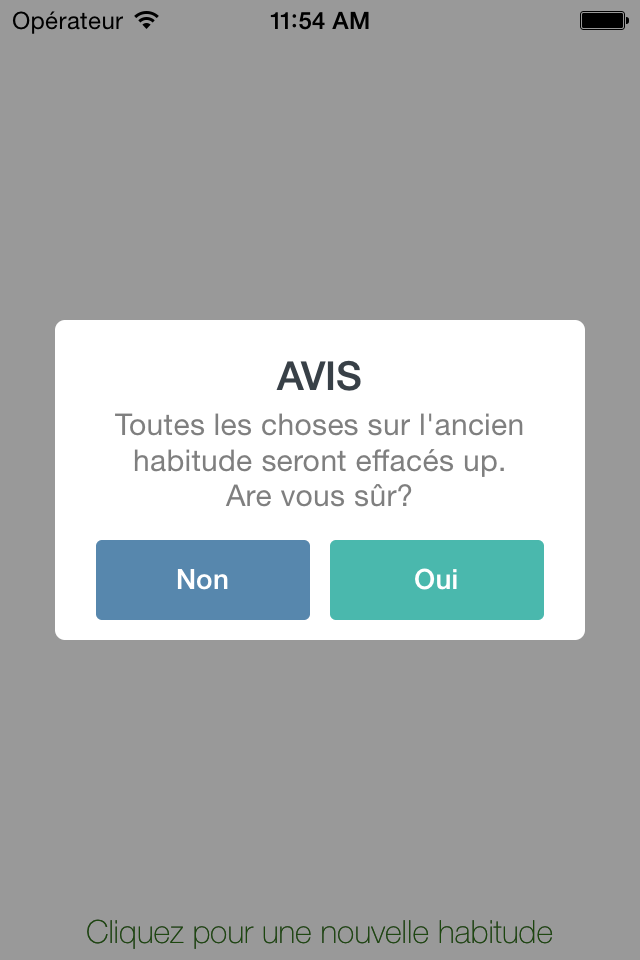 Opérateur 11:54 AM
AVIS
Toutes les choses sur l'ancien
habitude seront effacés up.
Are vous sûr?
Non Oui
Cliquez pour une nouvelle habitude